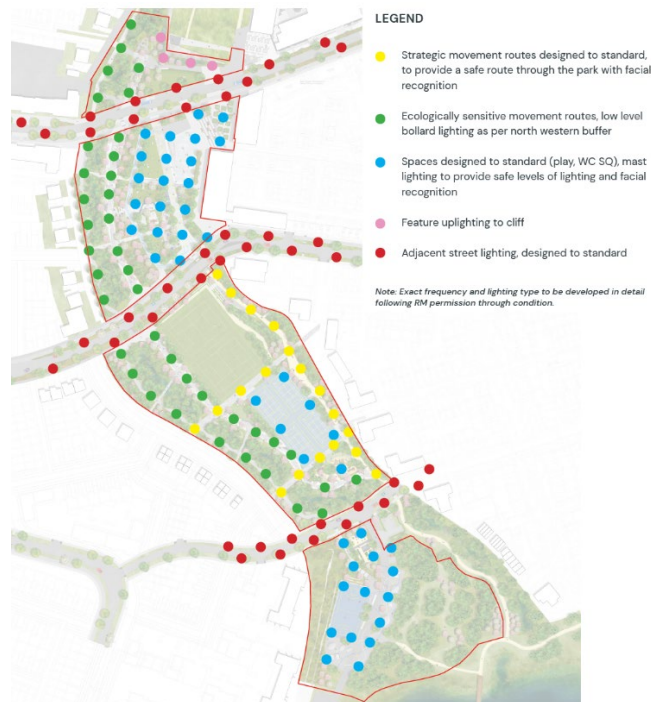 LEGEND
Strategic movement routes designed to standard,
to provide a safe route through the park with facial
recognition
Ecologically sensitive movement routes, low level
bollard lighting as per north western buffer
Spaces designed to standard (play, WC SQ), mast
lighting to provide safe levels of lighting and facial
recognition
Feature uplighting to cliff
Adjacent street lighting, designed to standard
Note: Exact frequency and lighting type to be developed in detail
following RM permission through condition.